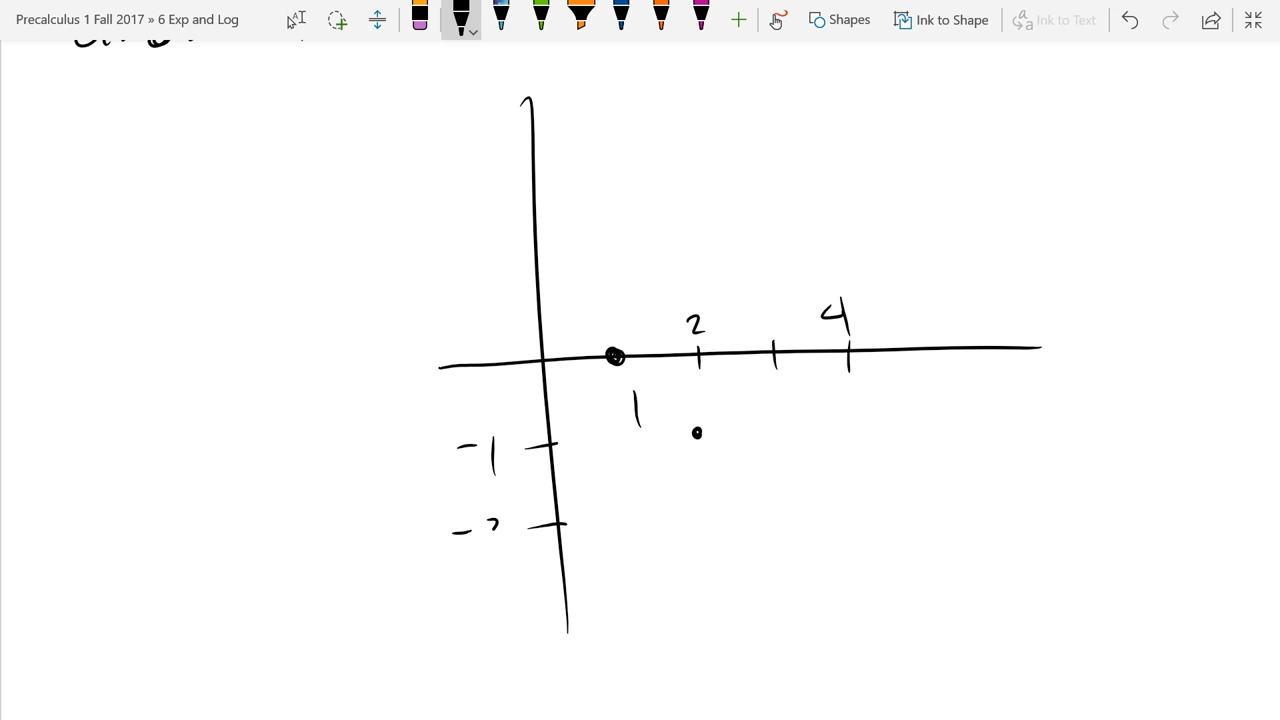 Precalculus 1 Fall 2017 » 6 Exp and Log
Shapes
Ink to Shape
Ink to Text
2
4
1
-1
-2